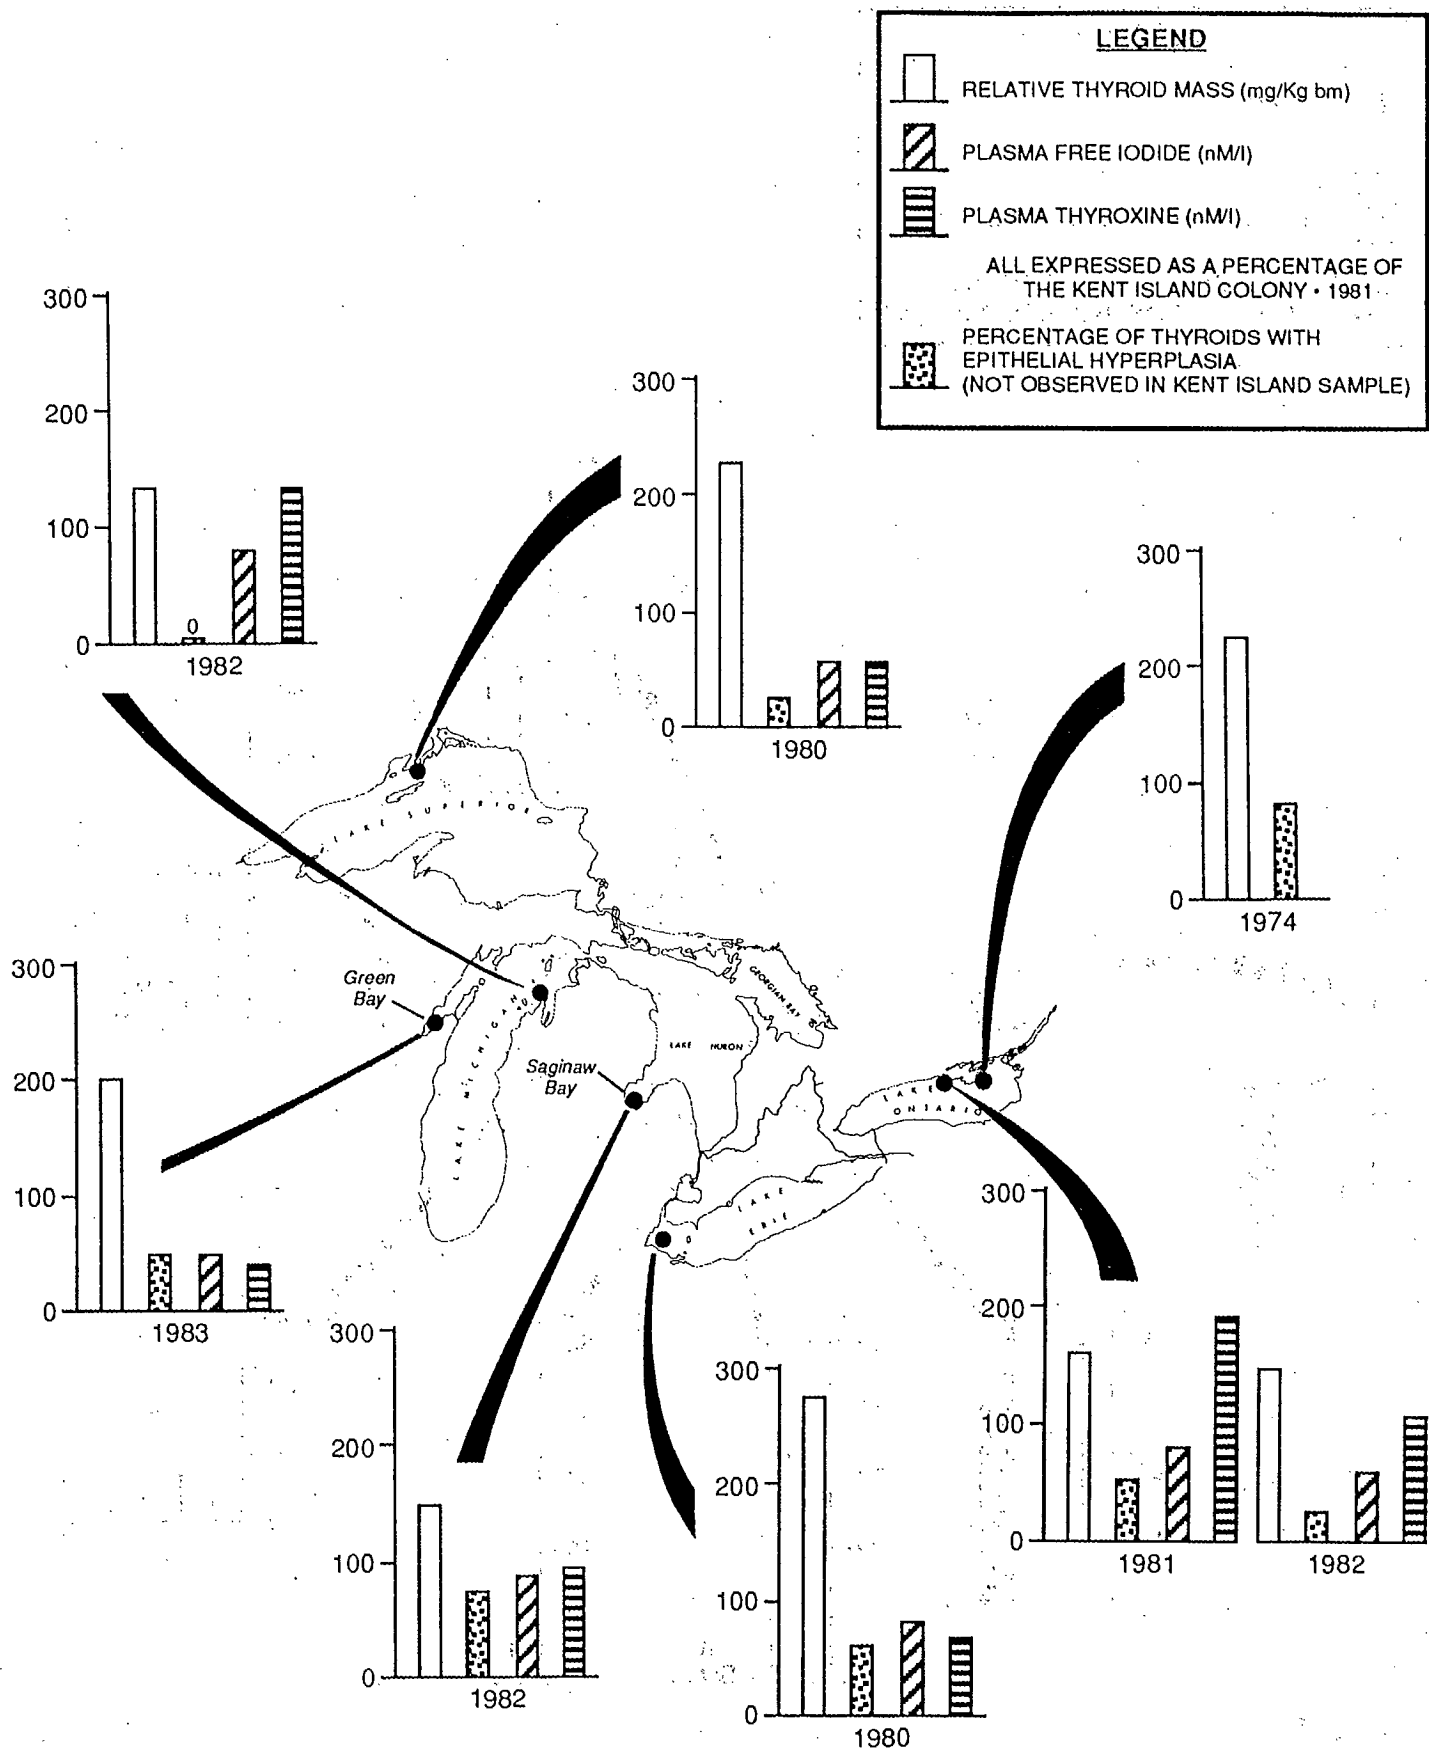 LEGEND
RELATIVE THYROID MASS (mg/Kg bm)
PLASMA FREE IODIDE (nM/l)
PLASMA THYROXINE (nM/l)
ALL EXPRESSED AS A PERCENTAGE OF
THE KENT ISLAND COLONY • 1981
PERCENTAGE OF THYROIDS WITH
EPITHELIAL HYPERPLASIA
(NOT OBSERVED IN KENT ISLAND SAMPLE)
300
200
100
0
0
1982
300
200
100
0
1980
300
200
100
0
1974
LAKE SUPERIOR
GEORGIAN BAY
LAKE HURON
LAKE MICHIGAN
Green
Bay
Saginaw
Bay
LAKE
ONTARIO
LAKE
ERIE
300
200
100
0
1983
300
200
100
0
1982
300
200
100
0
1980
300
200
100
0
1981
1982